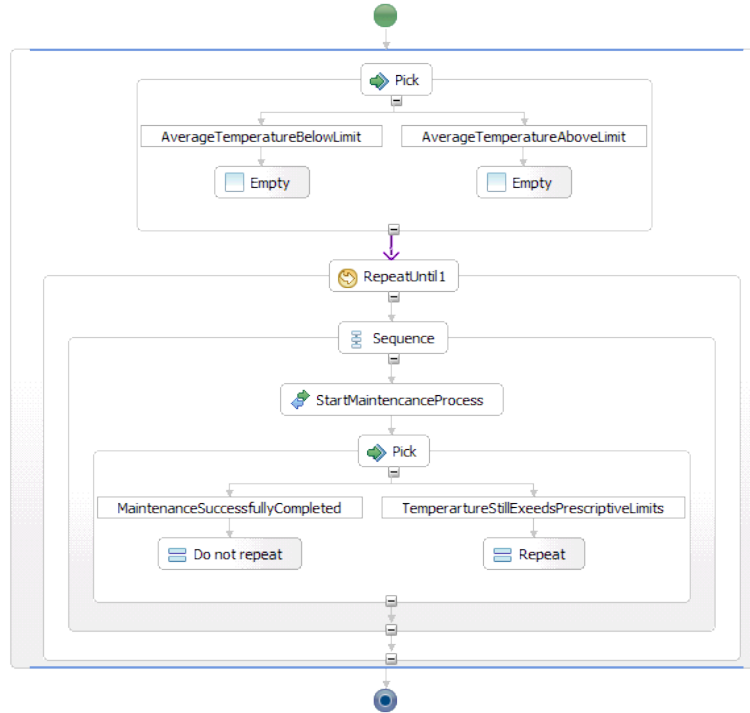 Pick
AverageTemperatureBelowLimit
AverageTemperatureAboveLimit
Empty
Empty
RepeatUntil1
Sequence
StartMaintencanceProcess
Pick
MaintenanceSuccessfullyCompleted
TemperartureStillExeedsPrescriptiveLimits
Do not repeat
Repeat